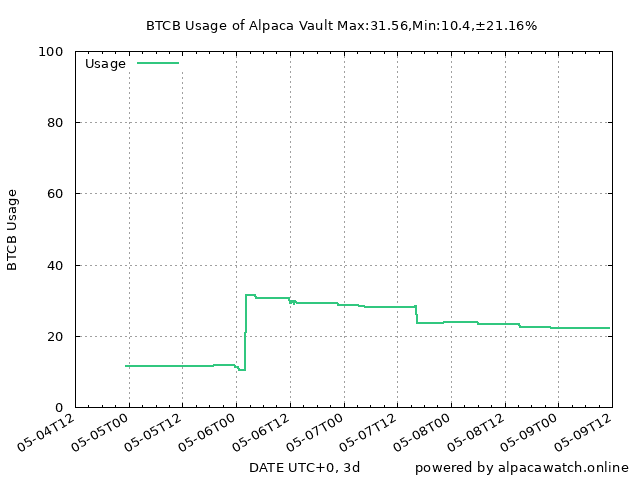 BTCB Usage of Alpaca Vault Max:31.56,Min:10.4,±21.16%
Usage
100
80
60
40
20
0
BTCB Usage
05-04T12
05-05T00
05-05T12
05-06T00
05-06T12
05-07T00
05-07T12
05-08T00
05-08T12
05-09T00
05-09T12
DATE UTC+0, 3d
powered by alpacawatch.online